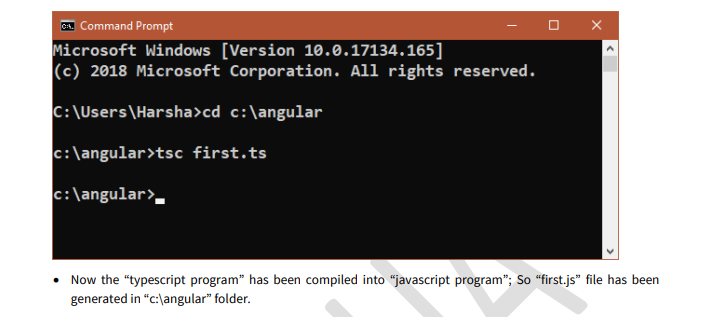 Command Prompt
Microsoft Windows [Version 10.0.17134.165]
(c) 2018 Microsoft Corporation. All rights reserved.
C:\Users\Harsha>cd c:\angular
c:\angular>tsc first.ts
c:\angular>
• Now the “typescript program” has been compiled into “javascript program”; So “first.js” file has been
generated in “c:\angular” folder.